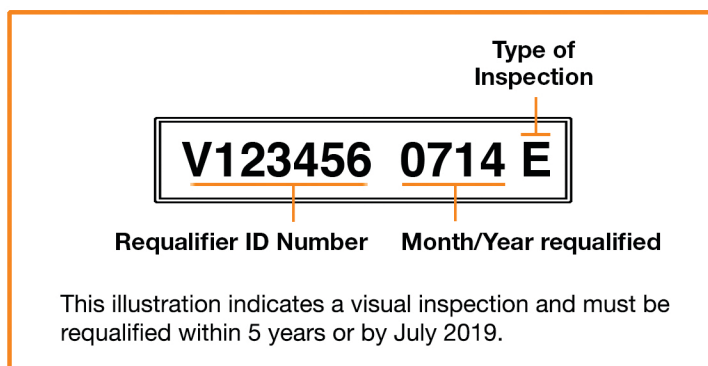 Type of
Inspection
V123456 0714 E
Requalifier ID Number
Month/Year requalified
This illustration indicates a visual inspection and must be
requalified within 5 years or by July 2019.